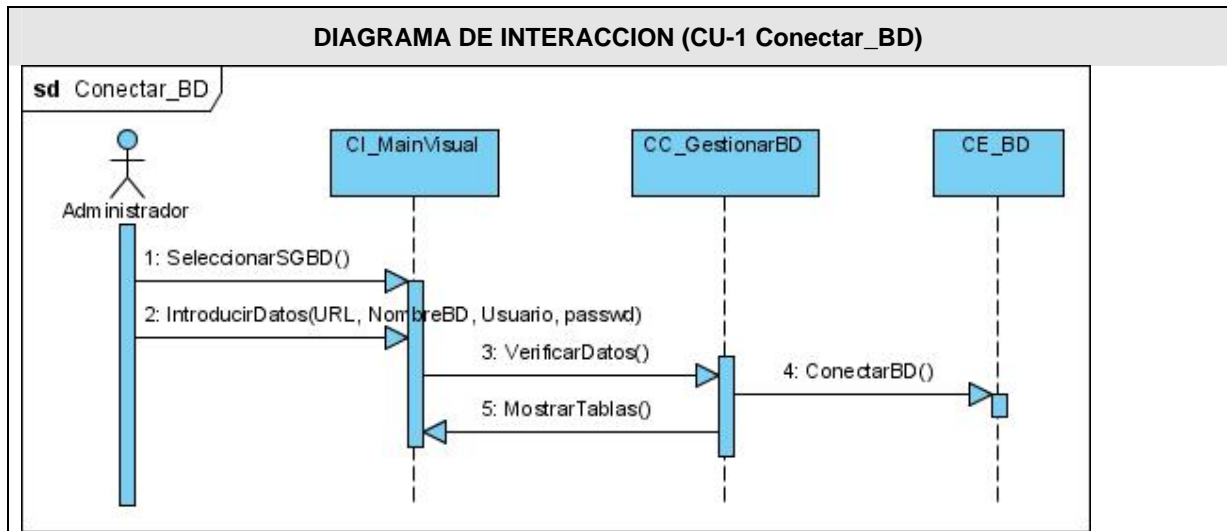 DIAGRAMA DE INTERACCION (CU-1 Conectar_BD)
sd Conectar_BD
CI_MainVisual
CC_GestionarBD
CE_BD
Administrador
1: SeleccionarSGBD()
2: IntroducirDatos(URL, NombreBD, Usuario, passwd)
3: VerificarDatos()
4: ConectarBD()
5: MostrarTablas()